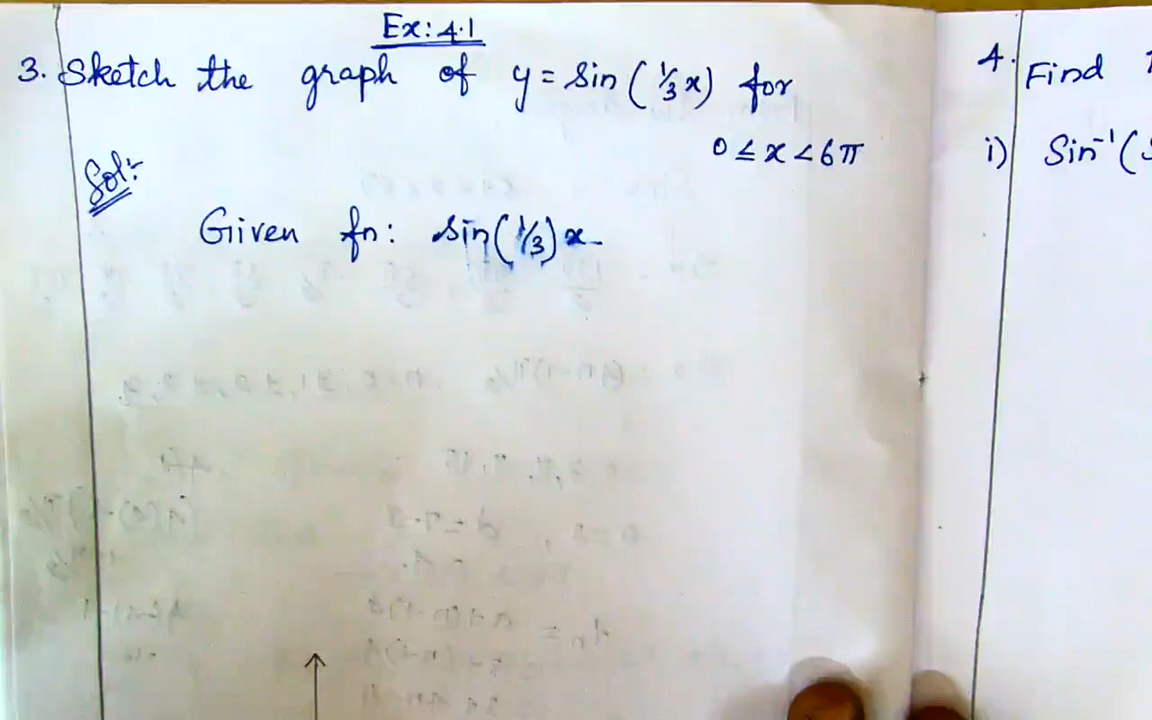 Ex: 4.1
3. Sketch the graph of y = sin (1/3 x) for
0 ≤ x < 6π
Sol:-
Given fn: sin(1/3)x
4. Find
i) Sin⁻¹(